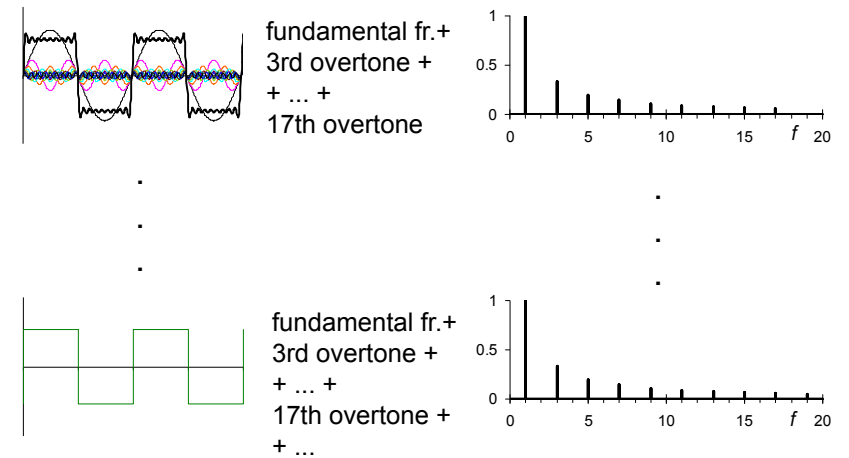 fundamental fr.+
3rd overtone +
+ ... +
17th overtone
1
0.5
0
0 5 10 15 f 20
.
.
.
.
.
.
fundamental fr.+
3rd overtone +
+ ... +
17th overtone +
+ ...
1
0.5
0
0 5 10 15 f 20